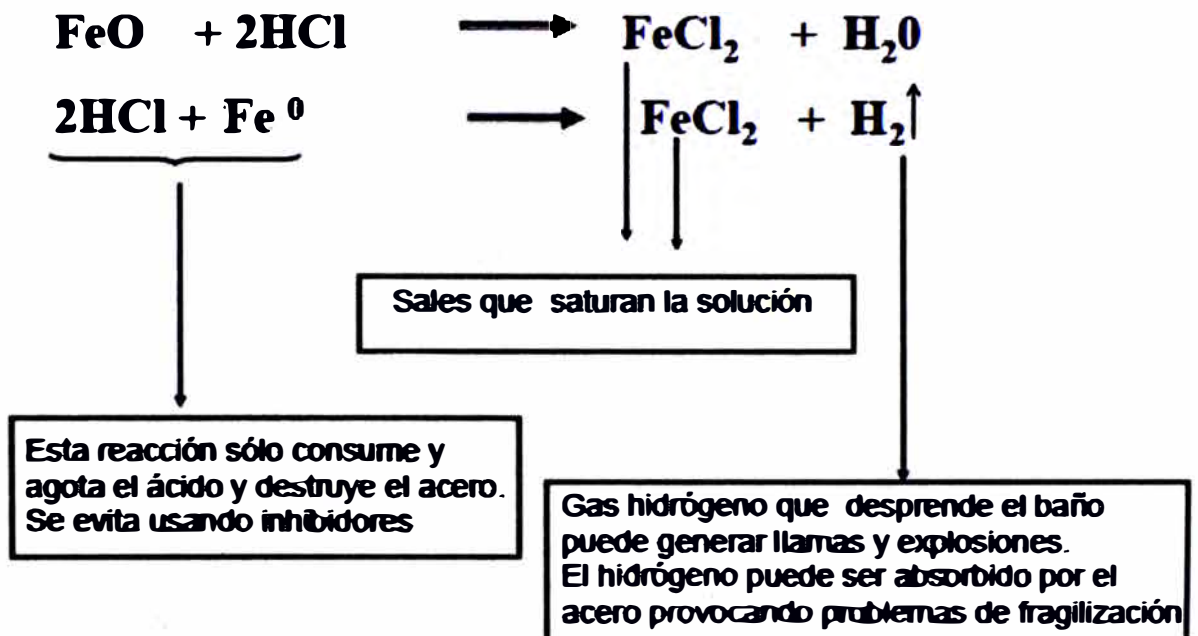 FeO + 2HCl → FeCl₂ + H₂0
2HCl + Fe ⁰ → FeCl₂ + H₂↑
Sales que saturan la solución
Esta reacción sólo consume y
agota el ácido y destruye el acero.
Se evita usando inhibidores
Gas hidrógeno que desprende el baño
puede generar llamas y explosiones.
El hidrógeno puede ser absorbido por el
acero provocando problemas de fragilización